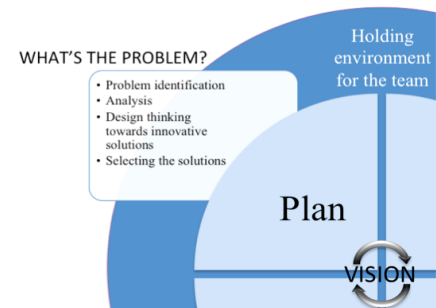 WHAT'S THE PROBLEM?
• Problem identification
• Analysis
• Design thinking
towards innovative
solutions
• Selecting the solutions
Holding
environment
for the team
Plan
VISION